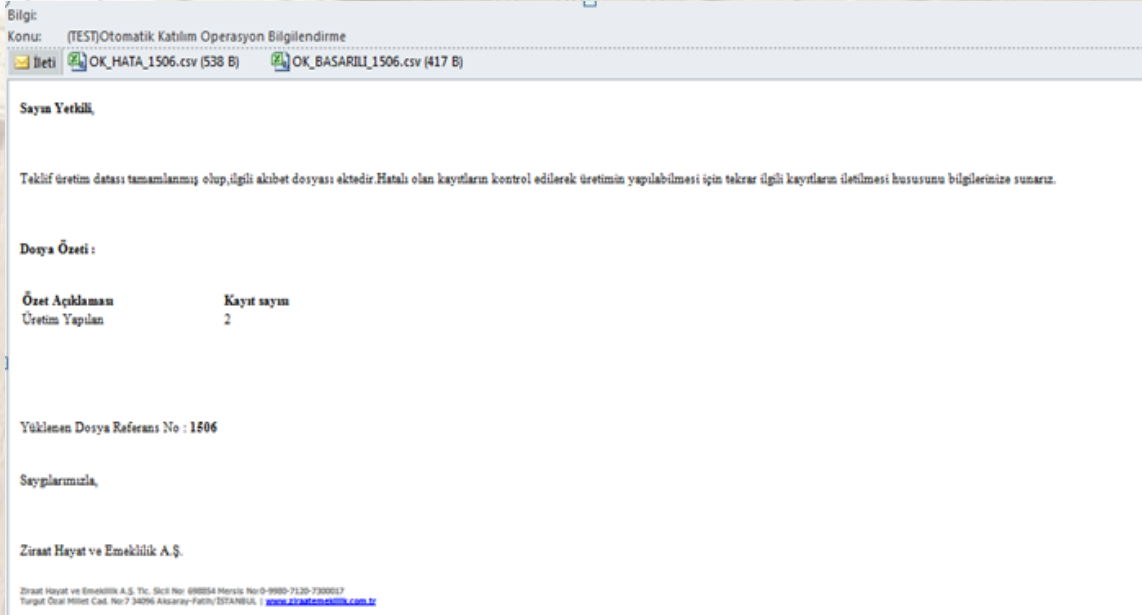 Bilgi:
Konu: (TEST)Otomatik Katılım Operasyon Bilgilendirme
İleti OK_HATA_1506.csv (538 B) OK_BASARILI_1506.csv (417 B)
Sayın Yetkili,
Teklif üretim datası tamamlanmış olup,ilgili akıbet dosyası ektedir.Hatalı olan kayıtların kontrol edilerek üretimin yapılabilmesi için tekrar ilgili kayıtların iletilmesi hususunu bilgilerinize sunarız.
Dosya Özeti :
Özet Açıklaması Kayıt sayısı
Üretim Yapılan 2
Yüklenen Dosya Referans No : 1506
Saygılarımızla,
Ziraat Hayat ve Emeklilik A.Ş.
Ziraat Hayat ve Emeklilik A.Ş. Tic. Sicil No: 698854 Mersis No:0-9980-7120-7300017
Turgut Özal Millet Cad. No:7 34096 Aksaray-Fatih/İSTANBUL | www.ziraatemeklilik.com.tr